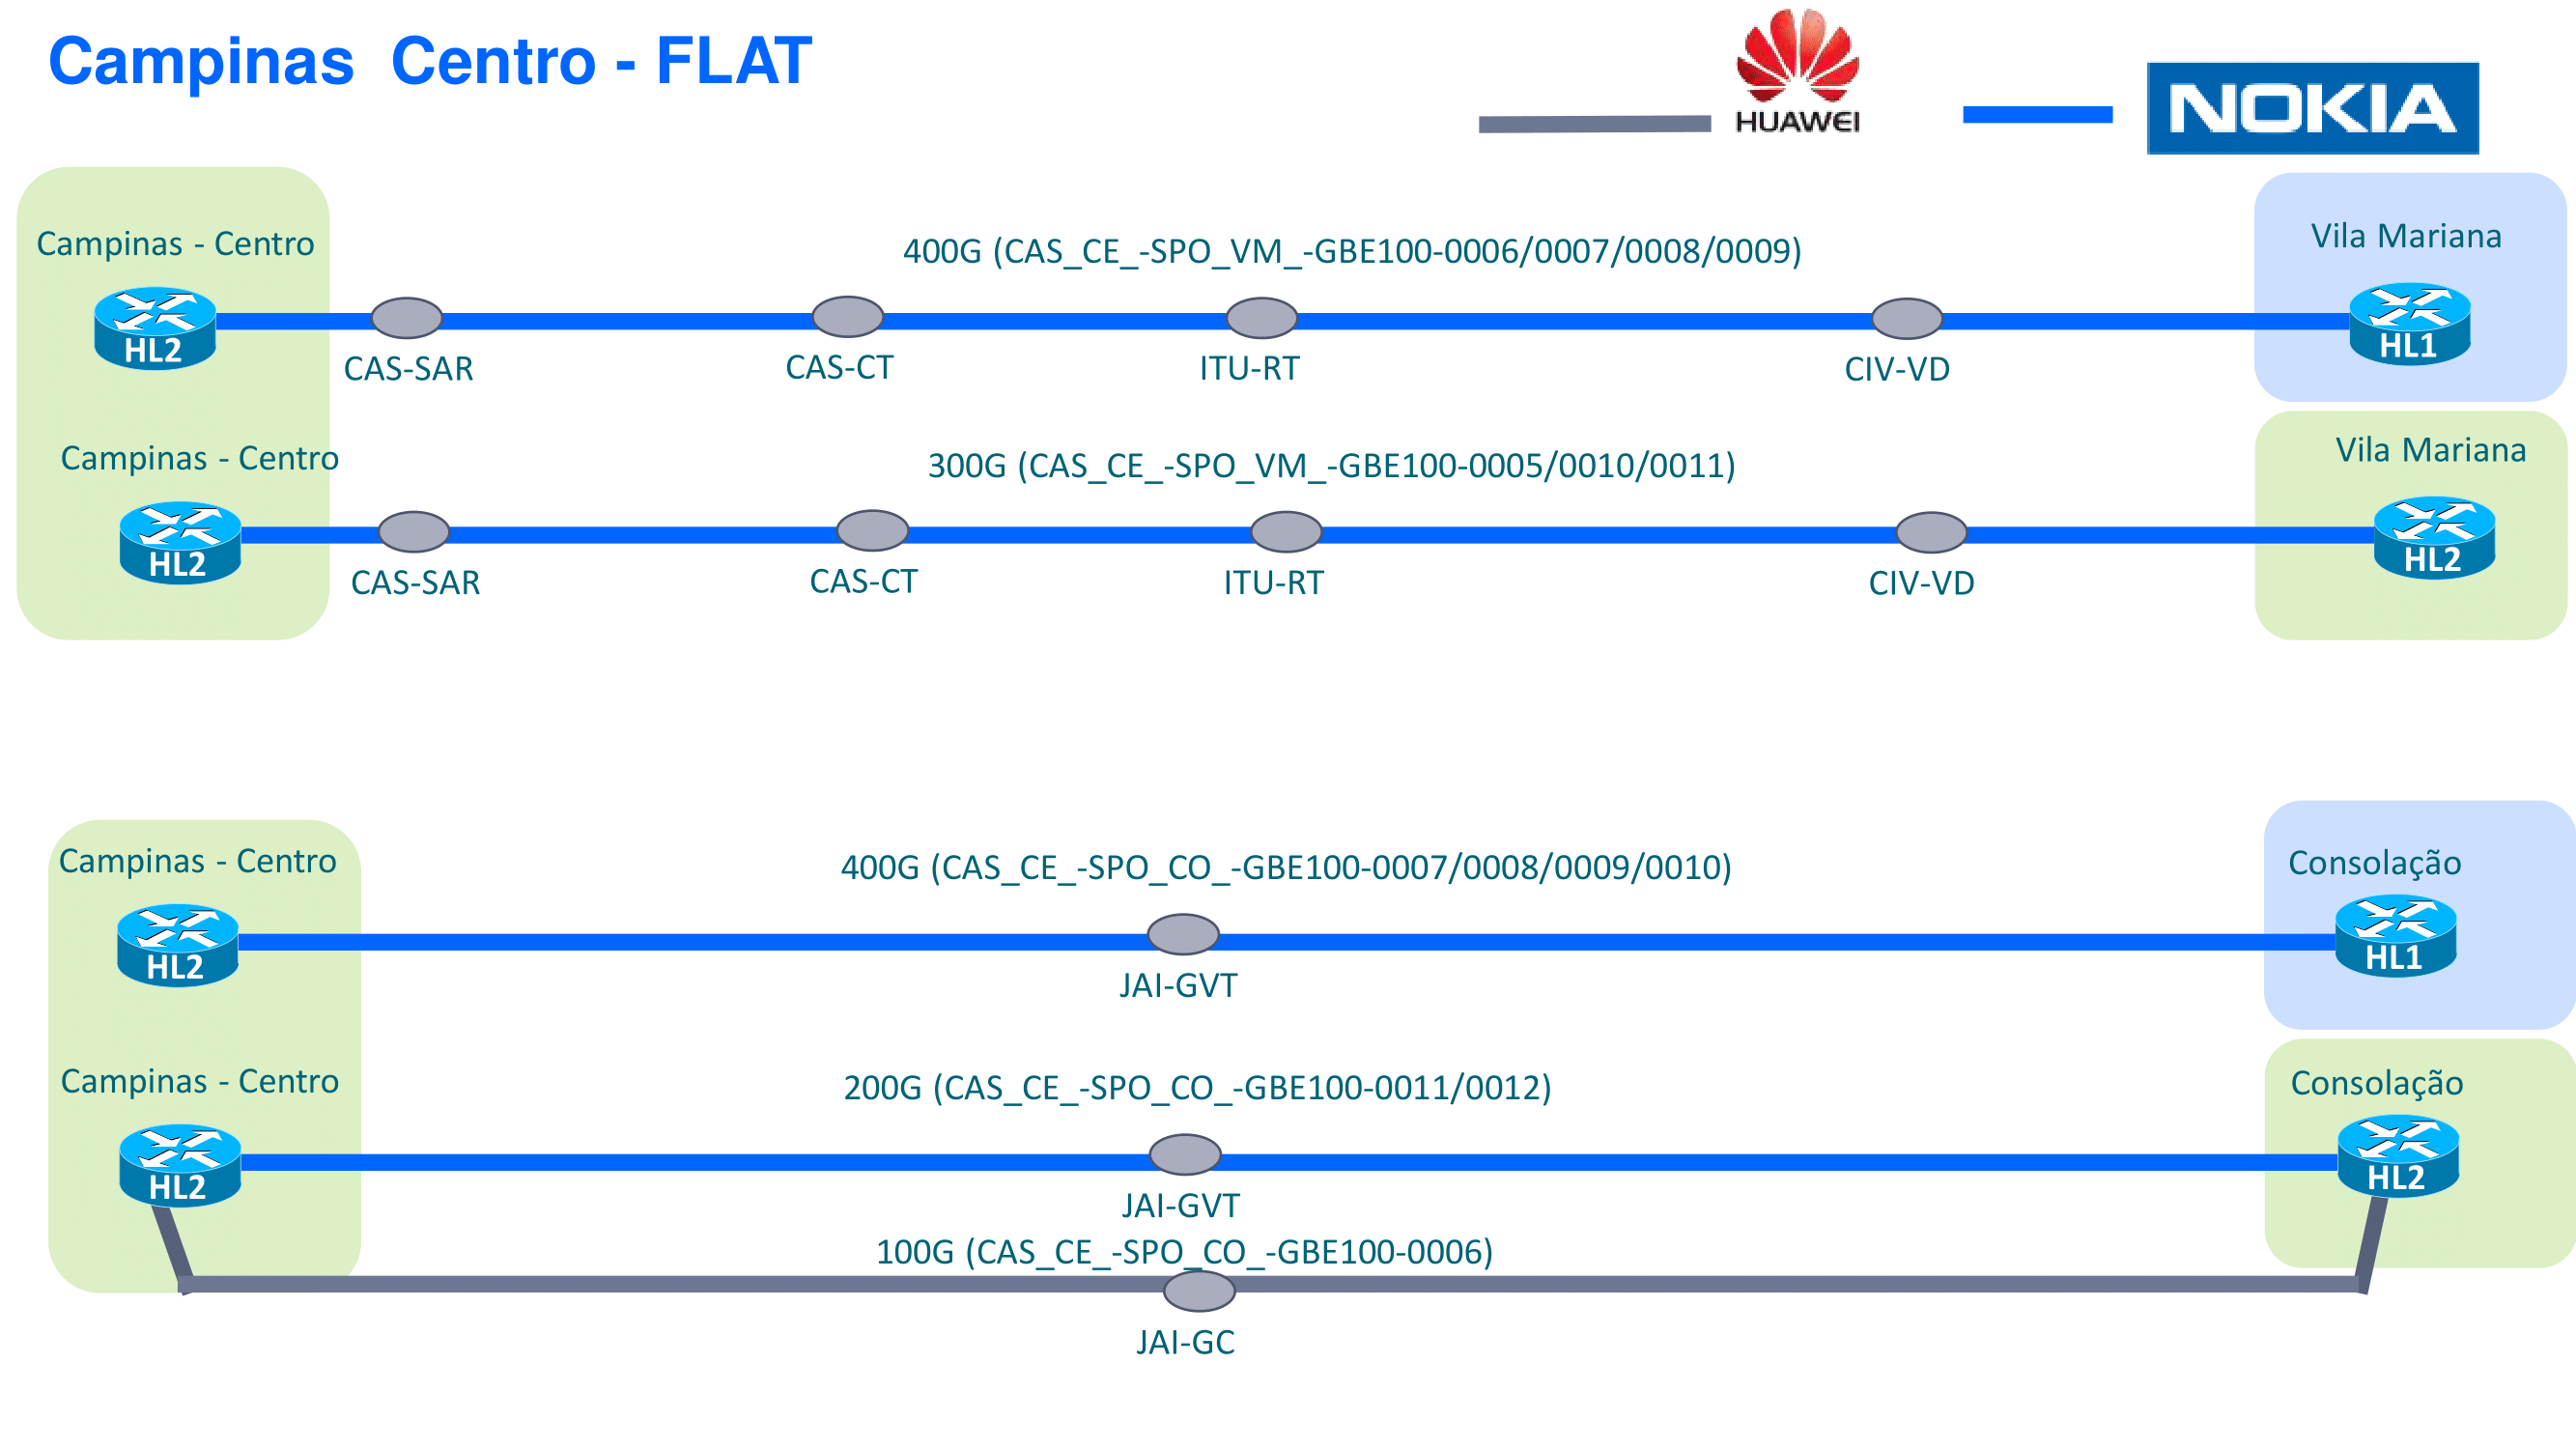 Campinas  Centro - FLAT
HUAWEI
NOKIA
Campinas - Centro
400G (CAS_CE_-SPO_VM_-GBE100-0006/0007/0008/0009)
Vila Mariana
HL2
HL1
CAS-SAR
CAS-CT
ITU-RT
CIV-VD
Campinas - Centro
300G (CAS_CE_-SPO_VM_-GBE100-0005/0010/0011)
Vila Mariana
HL2
HL2
CAS-SAR
CAS-CT
ITU-RT
CIV-VD
Campinas - Centro
400G (CAS_CE_-SPO_CO_-GBE100-0007/0008/0009/0010)
Consolação
HL2
HL1
JAI-GVT
Campinas - Centro
200G (CAS_CE_-SPO_CO_-GBE100-0011/0012)
Consolação
HL2
HL2
JAI-GVT
100G (CAS_CE_-SPO_CO_-GBE100-0006)
JAI-GC